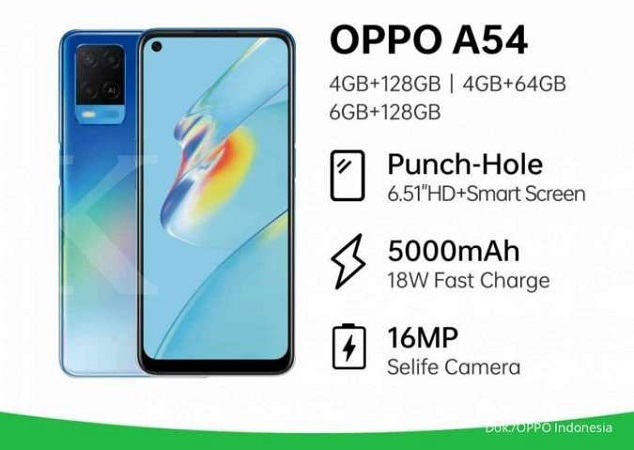 OPPO A54
4GB+128GB | 4GB+64GB
6GB+128GB
Punch-Hole
6.51"HD+Smart Screen
5000mAh
18W Fast Charge
16MP
Selife Camera
AI
K
Dok./OPPO Indonesia